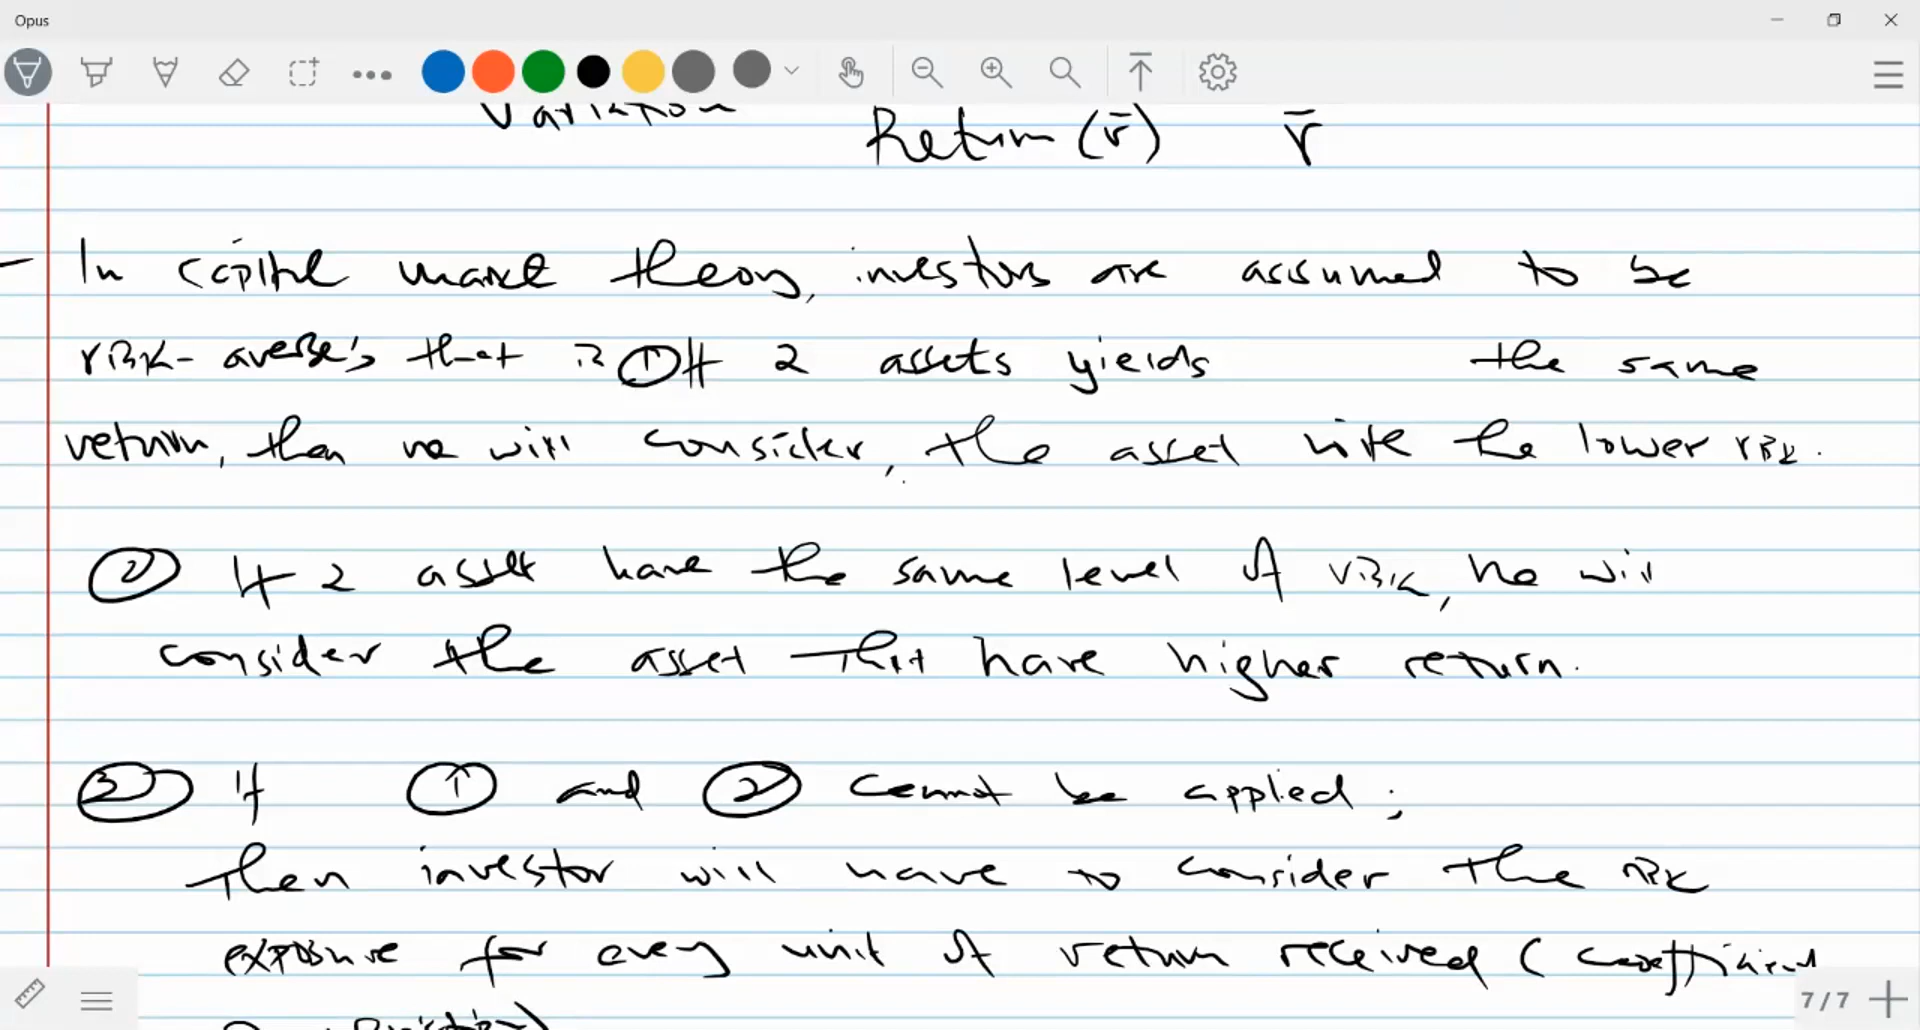 Opus
Variation
Return (r̄) r̄
- In capital market theory, investors are assumed to be
risk-averse's that is ① If 2 assets yields the same
return, then he will consider, the asset with the lower risk.
② If 2 asset have the same level of risk, he will
consider the asset that have higher return.
③ If ① and ② cannot be applied;
Then investor will have to consider the risk
exposure for every unit of return received (coefficient
7 / 7